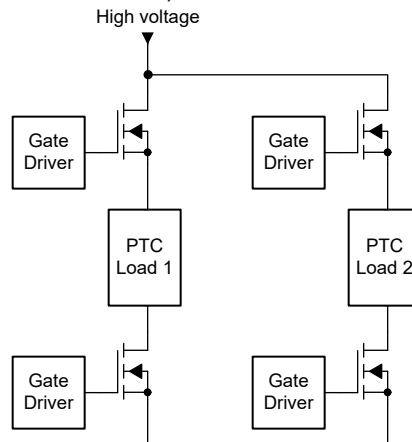 High voltage
Gate
Driver
Gate
Driver
PTC
Load 1
PTC
Load 2
Gate
Driver
Gate
Driver